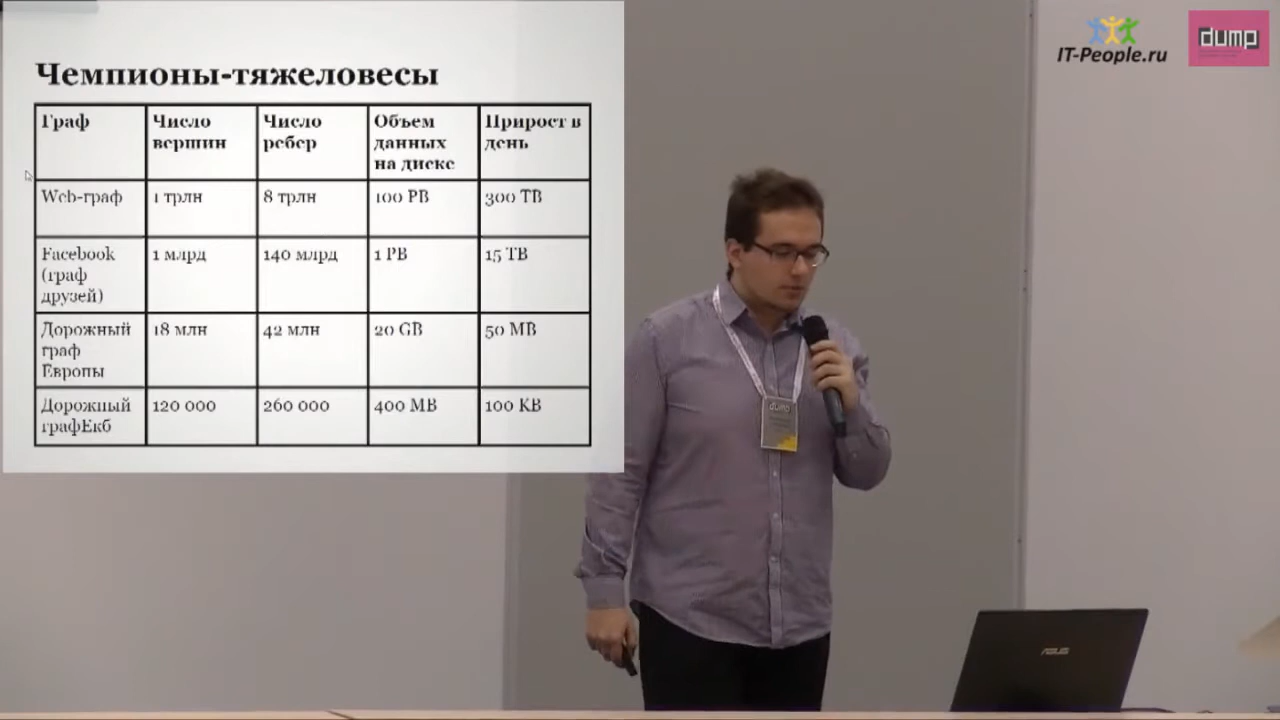 Чемпионы-тяжеловесы
Граф
Число
вершин
Число
ребер
Объем
данных
на диске
Прирост в
день
Web-граф
1 трлн
8 трлн
100 PB
300 TB
Facebook
(граф
друзей)
1 млрд
140 млрд
1 PB
15 TB
Дорожный
граф
Европы
18 млн
42 млн
20 GB
50 MB
Дорожный
графЕкб
120 000
260 000
400 MB
100 KB
IT-People.ru
dump
dump
ASUS